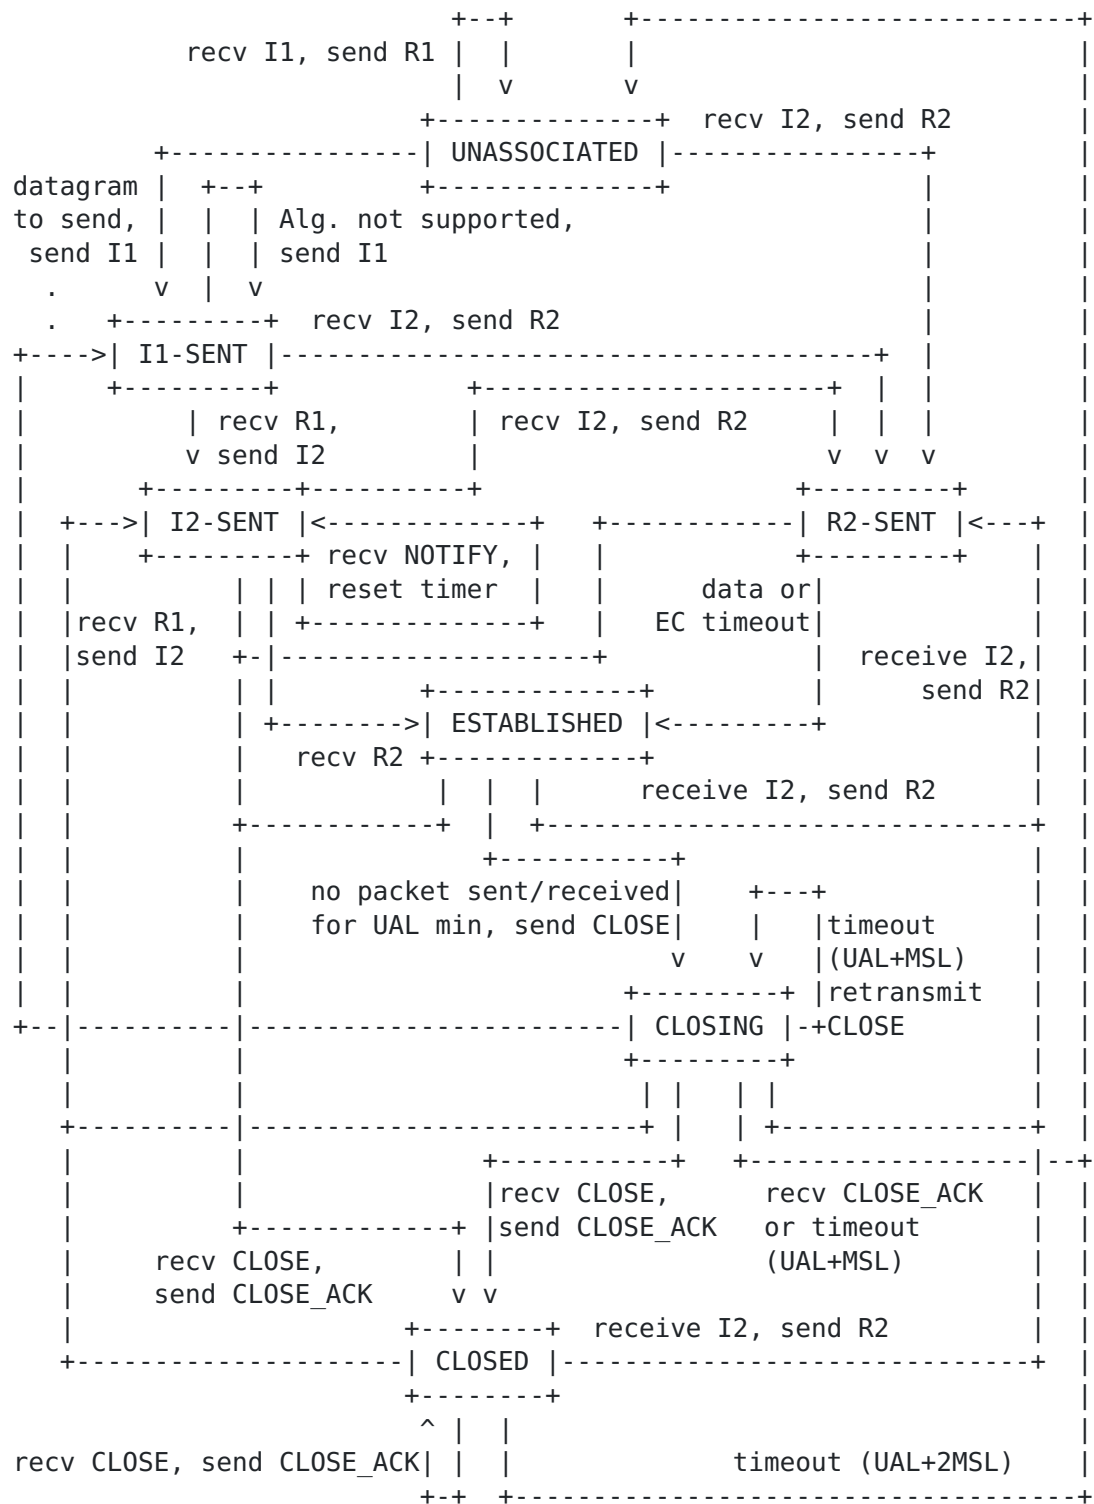 recv I1, send R1
recv I2, send R2
UNASSOCIATED
datagram
to send, Alg. not supported,
send I1 send I1
recv I2, send R2
I1-SENT
recv R1, recv I2, send R2
send I2
I2-SENT R2-SENT
recv NOTIFY,
reset timer data or
recv R1, EC timeout
send I2 receive I2,
send R2
ESTABLISHED
recv R2
receive I2, send R2
no packet sent/received
for UAL min, send CLOSE timeout
(UAL+MSL)
retransmit
CLOSING CLOSE
recv CLOSE, recv CLOSE_ACK
send CLOSE_ACK or timeout
recv CLOSE, (UAL+MSL)
send CLOSE_ACK
receive I2, send R2
CLOSED
recv CLOSE, send CLOSE_ACK timeout (UAL+2MSL)